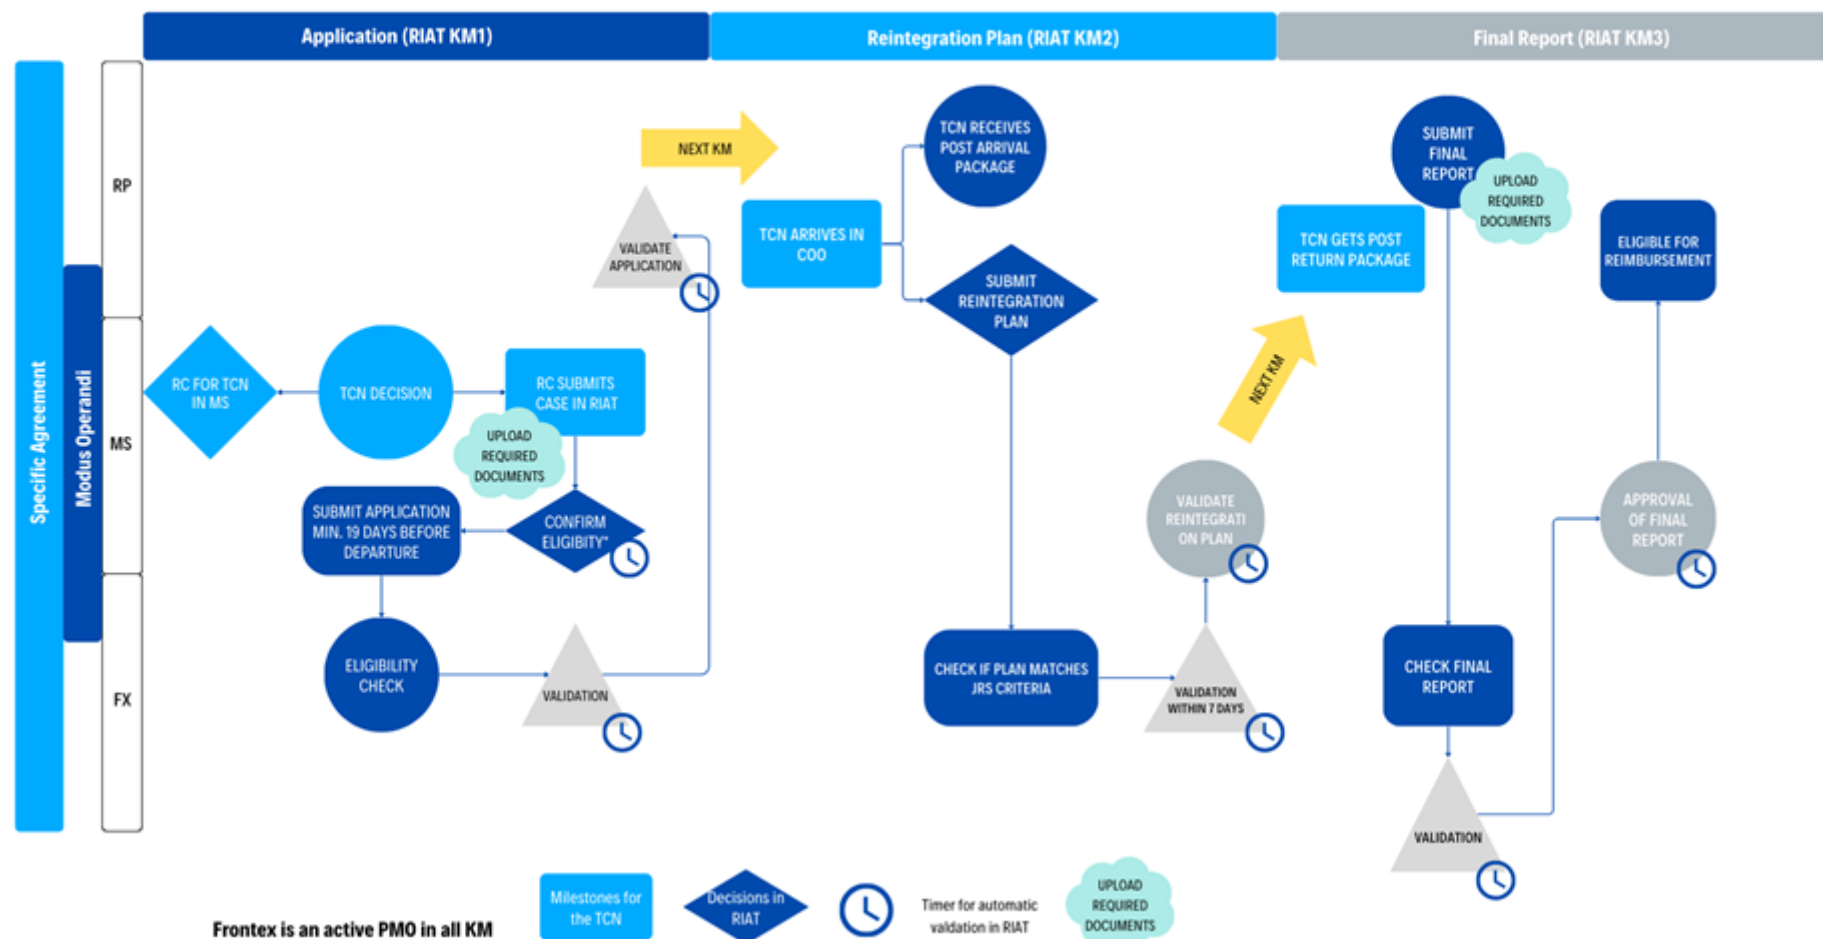 Application (RIAT KM1)
Reintegration Plan (RIAT KM2)
Final Report (RIAT KM3)
Specific Agreement
Modus Operandi
RP
MS
FX
RC FOR TCN
IN MS
TCN DECISION
RC SUBMITS
CASE IN RIAT
UPLOAD
REQUIRED
DOCUMENTS
CONFIRM
ELIGIBITY*
SUBMIT APPLICATION
MIN. 19 DAYS BEFORE
DEPARTURE
ELIGIBILITY
CHECK
VALIDATION
VALIDATE
APPLICATION
NEXT KM
TCN ARRIVES IN
COO
TCN RECEIVES
POST ARRIVAL
PACKAGE
SUBMIT
REINTEGRATION
PLAN
CHECK IF PLAN MATCHES
JRS CRITERIA
VALIDATION
WITHIN 7 DAYS
VALIDATE
REINTEGRATI
ON PLAN
NEXT KM
TCN GETS POST
RETURN PACKAGE
SUBMIT
FINAL
REPORT
UPLOAD
REQUIRED
DOCUMENTS
CHECK FINAL
REPORT
VALIDATION
APPROVAL
OF FINAL
REPORT
ELIGIBLE FOR
REIMBURSEMENT
Frontex is an active PMO in all KM
Milestones for
the TCN
Decisions in
RIAT
Timer for automatic
valdation in RIAT
UPLOAD
REQUIRED
DOCUMENTS